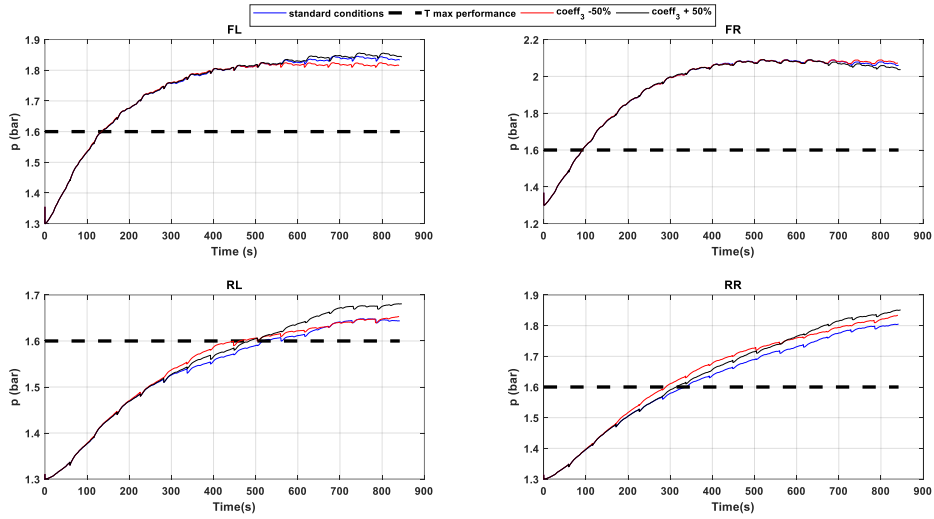 standard conditions T max performance coeff3 -50% coeff3 + 50%
FL
1.9
1.8
1.7
1.6
1.5
1.4
1.3
p (bar)
0 100 200 300 400 500 600 700 800 900
Time (s)
FR
2.2
2
1.8
1.6
1.4
1.2
p (bar)
0 100 200 300 400 500 600 700 800 900
Time(s)
RL
1.7
1.6
1.5
1.4
1.3
p (bar)
0 100 200 300 400 500 600 700 800 900
Time(s)
RR
1.9
1.8
1.7
1.6
1.5
1.4
1.3
p (bar)
0 100 200 300 400 500 600 700 800 900
Time(s)